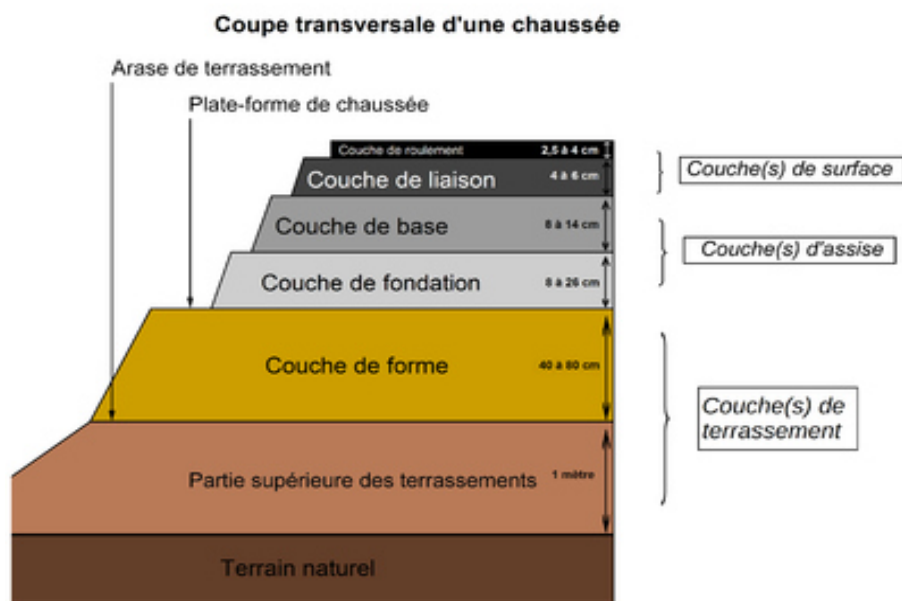 Coupe transversale d'une chaussée
Arase de terrassement
Plate-forme de chaussée
Couche de roulement 2,5 à 4 cm
Couche de liaison 4 à 6 cm
Couche(s) de surface
Couche de base 8 à 14 cm
Couche(s) d'assise
Couche de fondation 8 à 26 cm
Couche de forme 40 à 80 cm
Couche(s) de
terrassement
Partie supérieure des terrassements 1 mètre
Terrain naturel